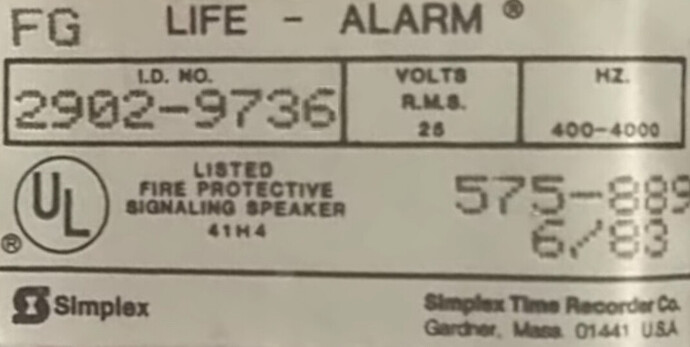 FG LIFE - ALARM ®
I.D. NO.
2902-9736
VOLTS
R.M.S.
25
HZ.
400-4000
UL
®
LISTED
FIRE PROTECTIVE
SIGNALING SPEAKER
41H4
575-889
6/83
Simplex
Simplex Time Recorder Co.
Gardner, Mass. 01441 USA